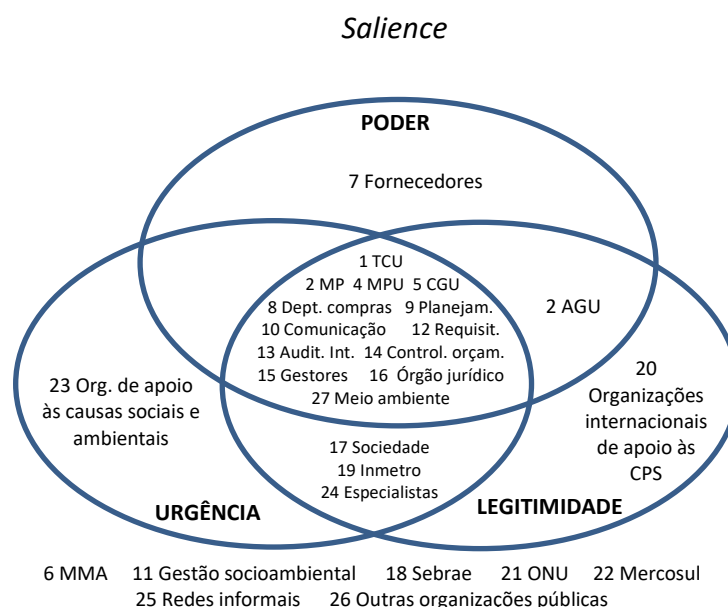 Salience
PODER
7 Fornecedores
1 TCU
2 MP 4 MPU 5 CGU
8 Dept. compras 9 Planejam.
10 Comunicação 12 Requisit.
13 Audit. Int. 14 Control. orçam.
15 Gestores 16 Órgão jurídico
27 Meio ambiente
2 AGU
23 Org. de apoio
às causas sociais e
ambientais
20
Organizações
internacionais
de apoio às
CPS
17 Sociedade
19 Inmetro
24 Especialistas
URGÊNCIA
LEGITIMIDADE
6 MMA 11 Gestão socioambiental 18 Sebrae 21 ONU 22 Mercosul
25 Redes informais 26 Outras organizações públicas